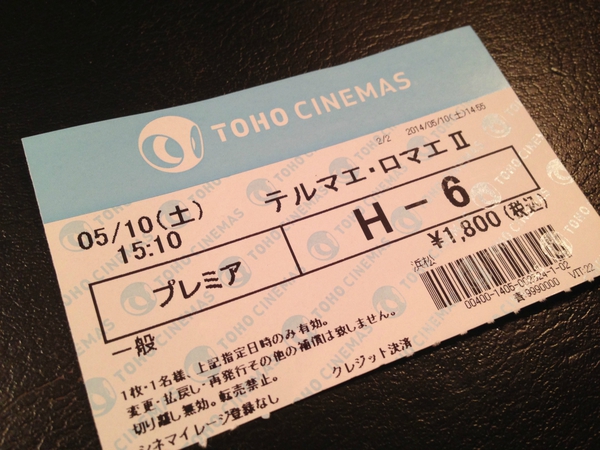 TOHO CINEMAS
2/2 2014/05/10(土)14:55
テルマエ・ロマエⅡ
05/10(土)
15:10
プレミア
H-6
¥1,800(税込)
浜松
一般
1枚・1名様、上記指定日時のみ有効。
変更・払戻し・再発行その他の補償は致しません。
切り離し無効。転売禁止。
シネマイレージ登録なし
クレジット決済